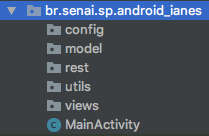 br.senai.sp.android_ianes
config
model
rest
utils
views
MainActivity